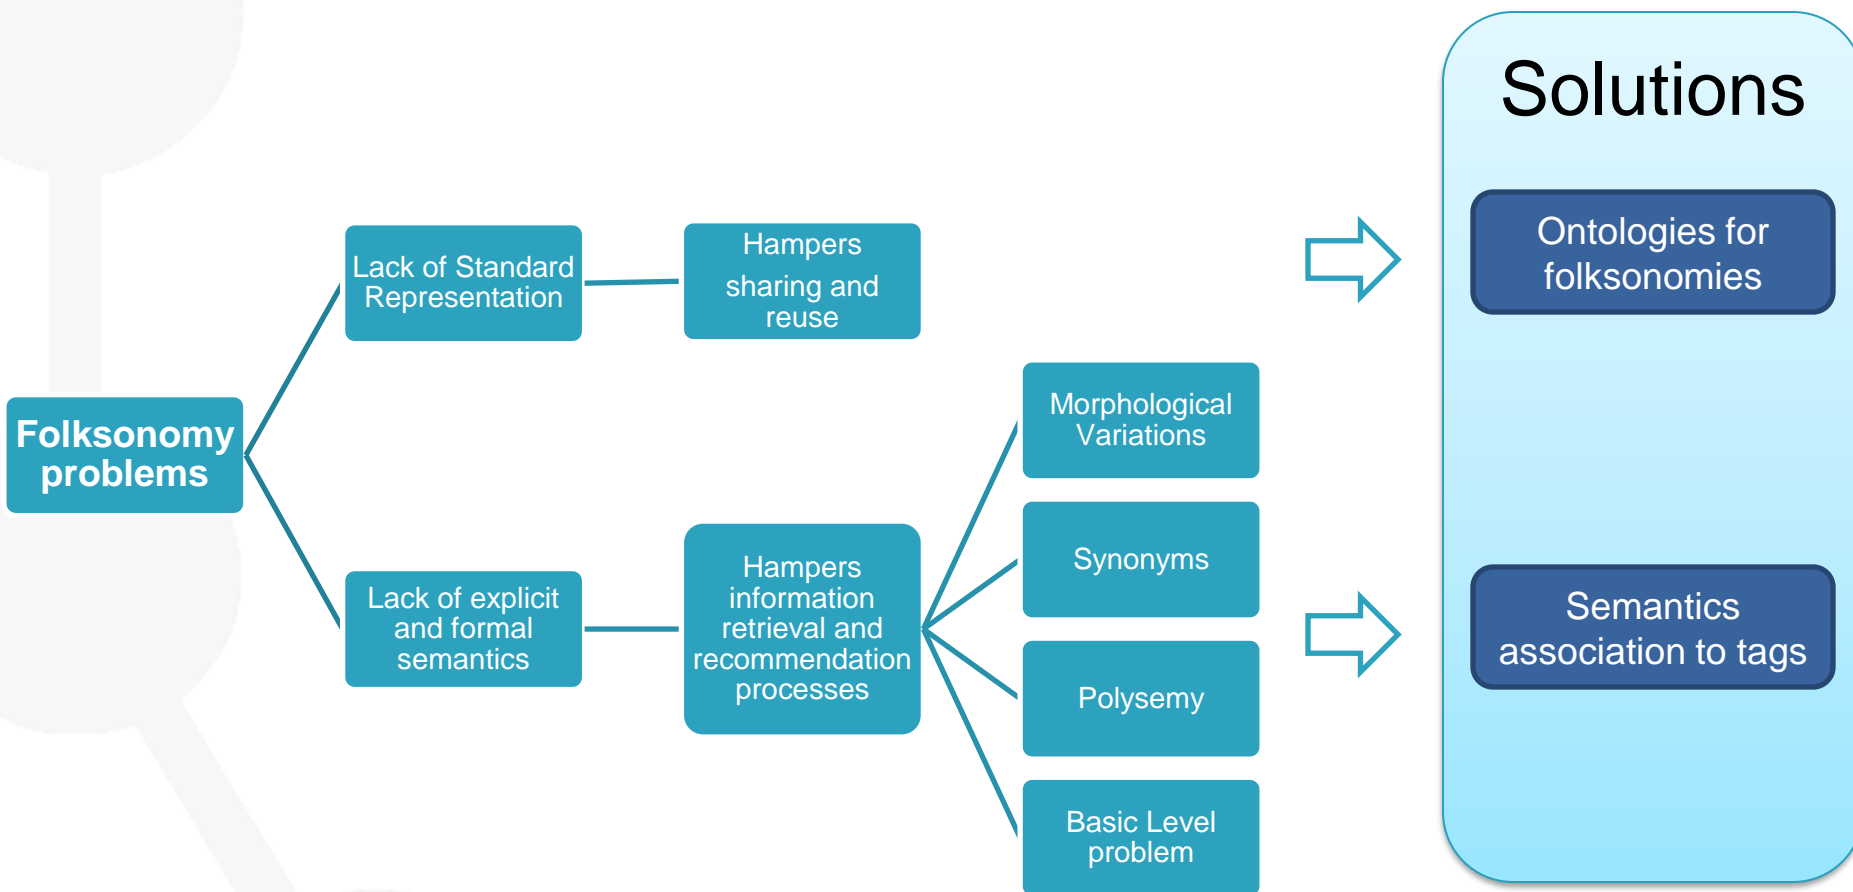 Solutions
Folksonomy
problems
Lack of Standard
Representation
Hampers
sharing and
reuse
Ontologies for
folksonomies
Lack of explicit
and formal
semantics
Hampers
information
retrieval and
recommendation
processes
Morphological
Variations
Synonyms
Polysemy
Basic Level
problem
Semantics
association to tags